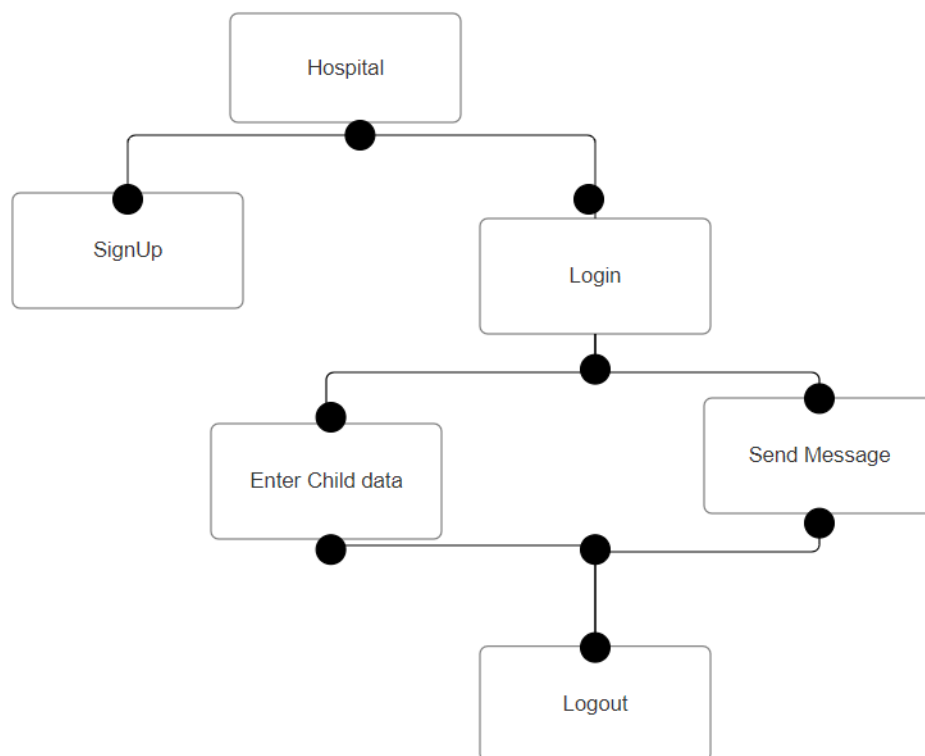 Hospital
SignUp
Login
Enter Child data
Send Message
Logout